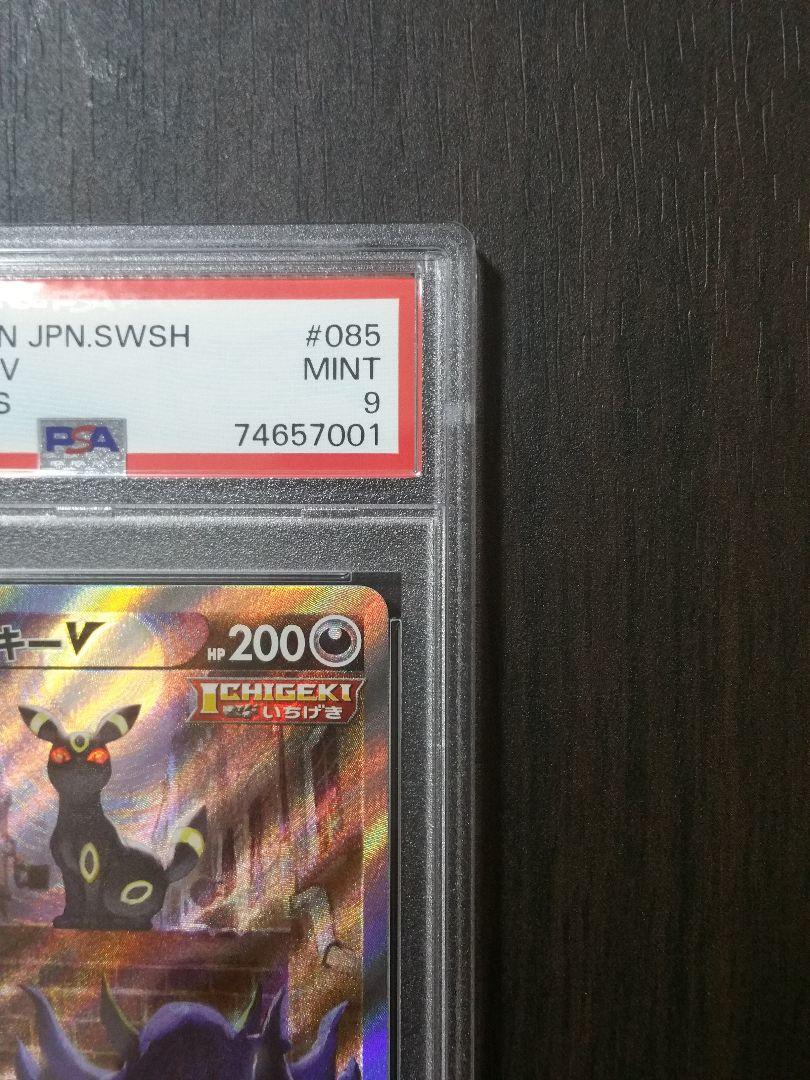 N JPN.SWSH #085
V MINT
S 9
PSA 74657001
キーV HP 200
ICHIGEKI
いちげき